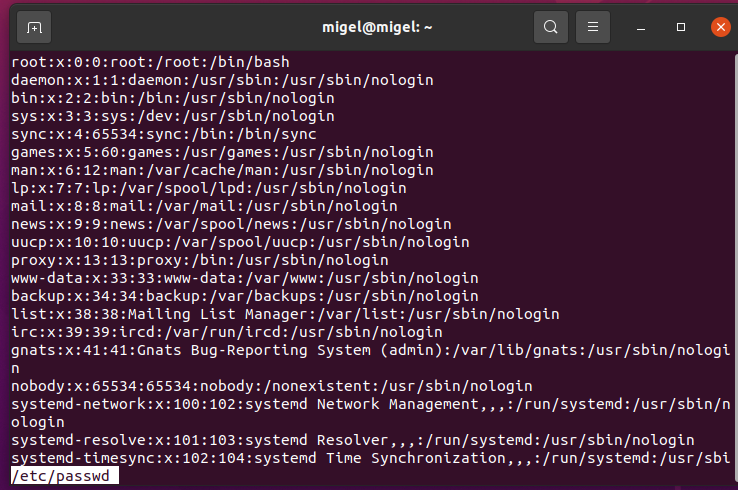 migel@migel: ~
root:x:0:0:root:/root:/bin/bash
daemon:x:1:1:daemon:/usr/sbin:/usr/sbin/nologin
bin:x:2:2:bin:/bin:/usr/sbin/nologin
sys:x:3:3:sys:/dev:/usr/sbin/nologin
sync:x:4:65534:sync:/bin:/bin/sync
games:x:5:60:games:/usr/games:/usr/sbin/nologin
man:x:6:12:man:/var/cache/man:/usr/sbin/nologin
lp:x:7:7:lp:/var/spool/lpd:/usr/sbin/nologin
mail:x:8:8:mail:/var/mail:/usr/sbin/nologin
news:x:9:9:news:/var/spool/news:/usr/sbin/nologin
uucp:x:10:10:uucp:/var/spool/uucp:/usr/sbin/nologin
proxy:x:13:13:proxy:/bin:/usr/sbin/nologin
www-data:x:33:33:www-data:/var/www:/usr/sbin/nologin
backup:x:34:34:backup:/var/backups:/usr/sbin/nologin
list:x:38:38:Mailing List Manager:/var/list:/usr/sbin/nologin
irc:x:39:39:ircd:/var/run/ircd:/usr/sbin/nologin
gnats:x:41:41:Gnats Bug-Reporting System (admin):/var/lib/gnats:/usr/sbin/nologi
n
nobody:x:65534:65534:nobody:/nonexistent:/usr/sbin/nologin
systemd-network:x:100:102:systemd Network Management,,,:/run/systemd:/usr/sbin/n
ologin
systemd-resolve:x:101:103:systemd Resolver,,,:/run/systemd:/usr/sbin/nologin
systemd-timesync:x:102:104:systemd Time Synchronization,,,:/run/systemd:/usr/sbi
/etc/passwd